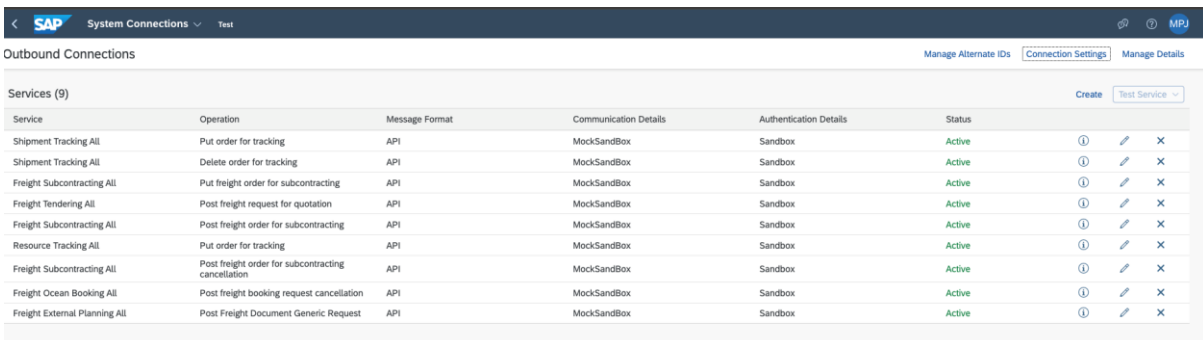 SAP System Connections Test MPJ
Outbound Connections Manage Alternate IDs Connection Settings Manage Details
Services (9) Create Test Service
Service Operation Message Format Communication Details Authentication Details Status
Shipment Tracking All Put order for tracking API MockSandBox Sandbox Active
Shipment Tracking All Delete order for tracking API MockSandBox Sandbox Active
Freight Subcontracting All Put freight order for subcontracting API MockSandBox Sandbox Active
Freight Tendering All Post freight request for quotation API MockSandBox Sandbox Active
Freight Subcontracting All Post freight order for subcontracting API MockSandBox Sandbox Active
Resource Tracking All Put order for tracking API MockSandBox Sandbox Active
Freight Subcontracting All Post freight order for subcontracting cancellation API MockSandBox Sandbox Active
Freight Ocean Booking All Post freight booking request cancellation API MockSandBox Sandbox Active
Freight External Planning All Post Freight Document Generic Request API MockSandBox Sandbox Active